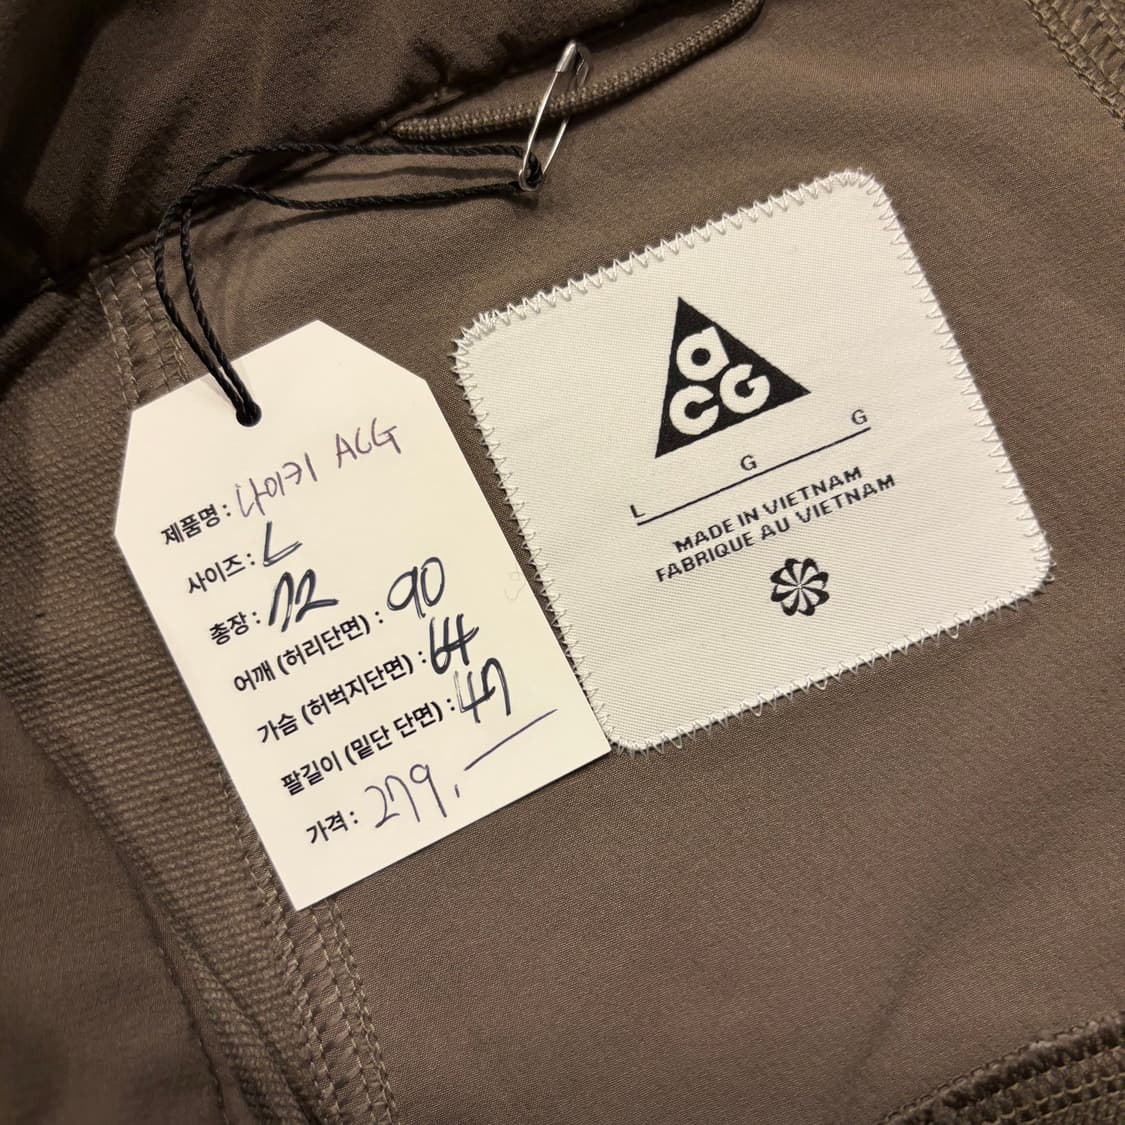 제품명 : 나이키 ACG
사이즈 : L
총장 : 72
어깨 (허리단면) : 90
가슴 (허벅지단면) : 64
팔길이 (밑단 단면) : 47
가격 : 279,
aCG
L G G
MADE IN VIETNAM
FABRIQUE AU VIETNAM